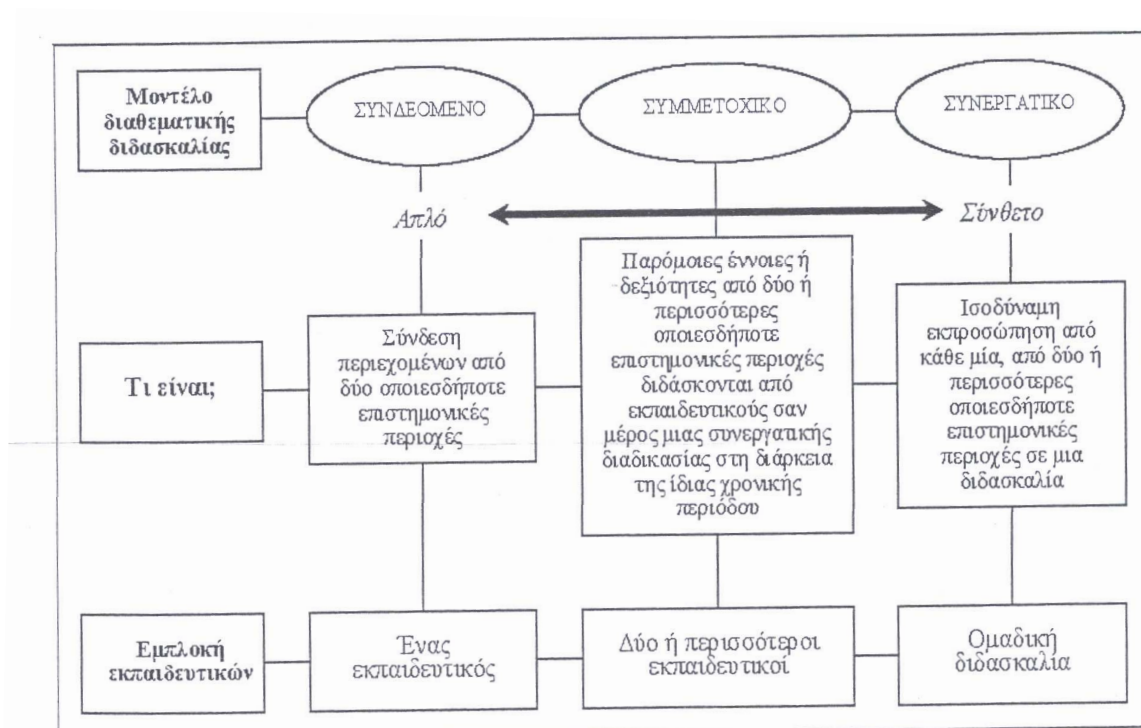 Μοντέλο
διαθεματικής
διδασκαλίας
ΣΥΝΔΕΟΜΕΝΟ
ΣΥΜΜΕΤΟΧΙΚΟ
ΣΥΝΕΡΓΑΤΙΚΟ
Απλό
Σύνθετο
Τι είναι;
Σύνδεση
περιεχομένων από
δύο οποιεσδήποτε
επιστημονικές
περιοχές
Παρόμοιες έννοιες ή
δεξιότητες από δύο ή
περισσότερες
οποιεσδήποτε
επιστημονικές περιοχές
διδάσκονται από
εκπαιδευτικούς σαν
μέρος μιας συνεργατικής
διαδικασίας στη διάρκεια
της ίδιας χρονικής
περιόδου
Ισοδύναμη
εκπροσώπηση από
κάθε μία, από δύο ή
περισσότερες
οποιεσδήποτε
επιστημονικές
περιοχές σε μια
διδασκαλία
Εμπλοκή
εκπαιδευτικών
Ένας
εκπαιδευτικός
Δύο ή περισσότεροι
εκπαιδευτικοί
Ομαδική
διδασκαλία